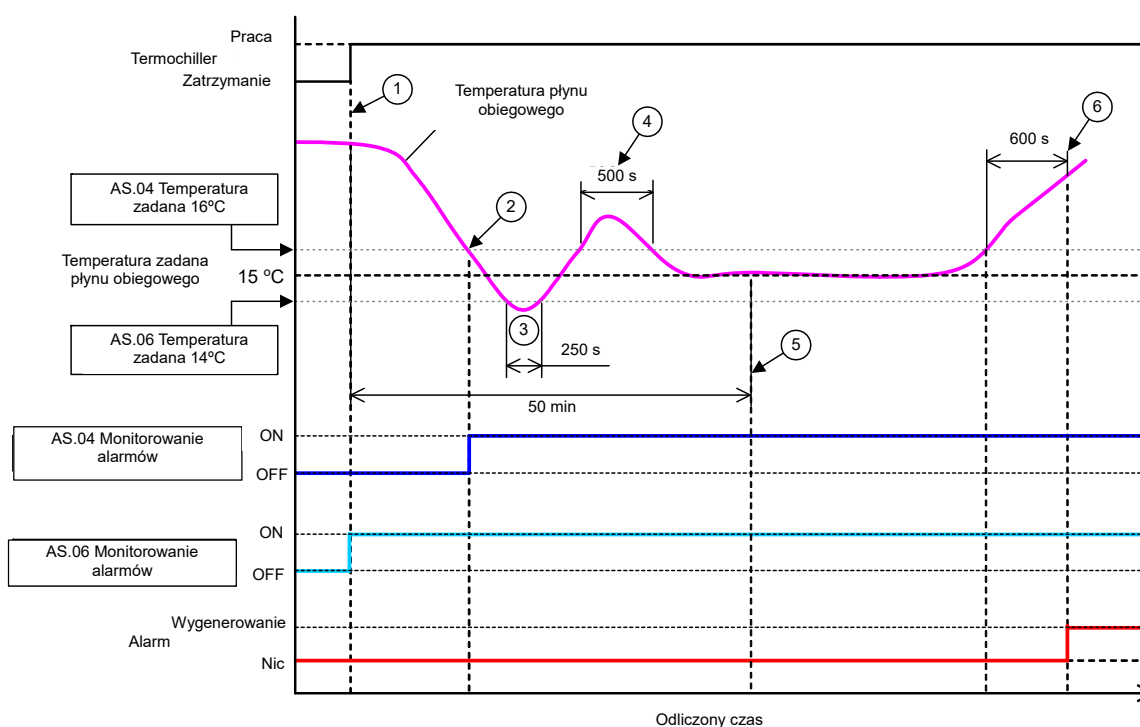 Praca
Termochiller
Zatrzymanie
1
Temperatura płynu
obiegowego
4
6
500 s
600 s
AS.04 Temperatura
zadana 16ºC
2
Temperatura zadana
płynu obiegowego
15 ºC
AS.06 Temperatura
zadana 14ºC
3
250 s
5
50 min
AS.04 Monitorowanie
alarmów
ON
OFF
AS.06 Monitorowanie
alarmów
ON
OFF
Wygenerowanie
Alarm
Nic
Odliczony czas